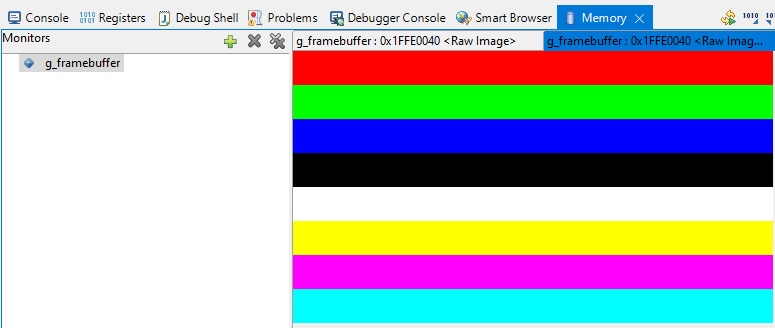 Console Registers Debug Shell Problems Debugger Console Smart Browser Memory
Monitors
g_framebuffer : 0x1FFE0040 <Raw Image> g_framebuffer : 0x1FFE0040 <Raw Imag...
g_framebuffer